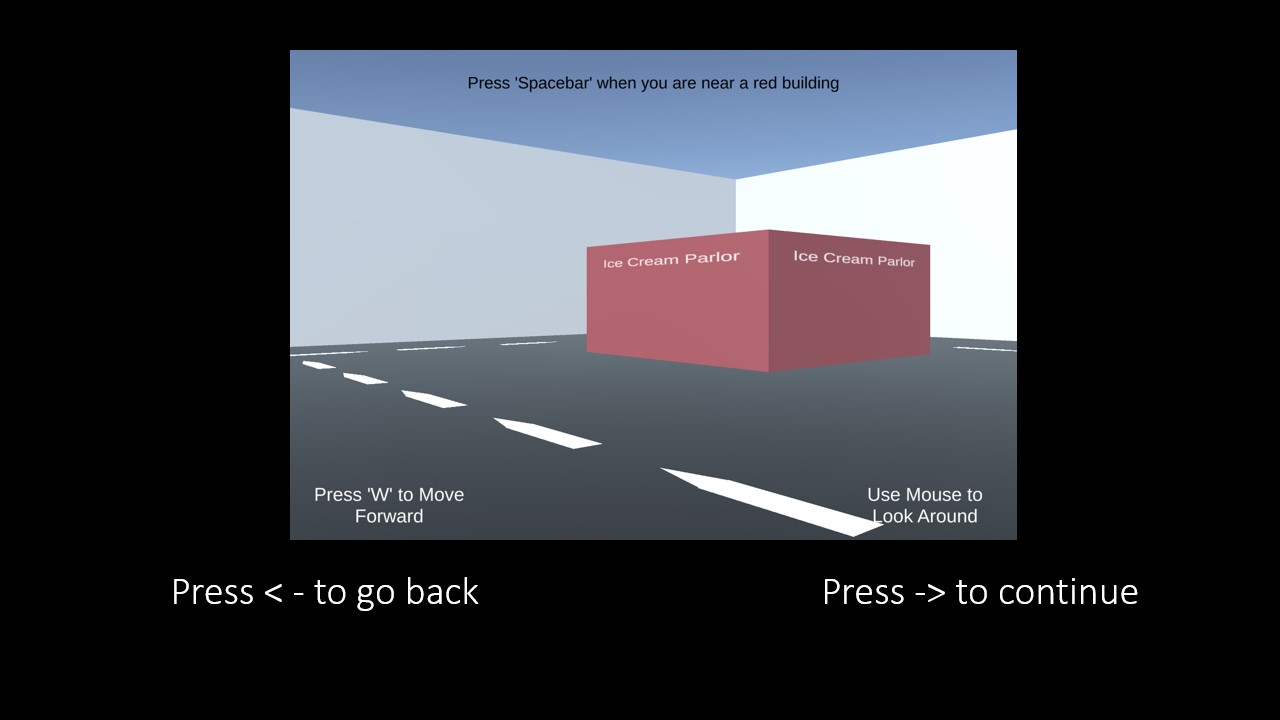 Press 'Spacebar' when you are near a red building
Ice Cream Parlor
Ice Cream Parlor
Press 'W' to Move
Forward
Use Mouse to
Look Around
Press < - to go back
Press -> to continue